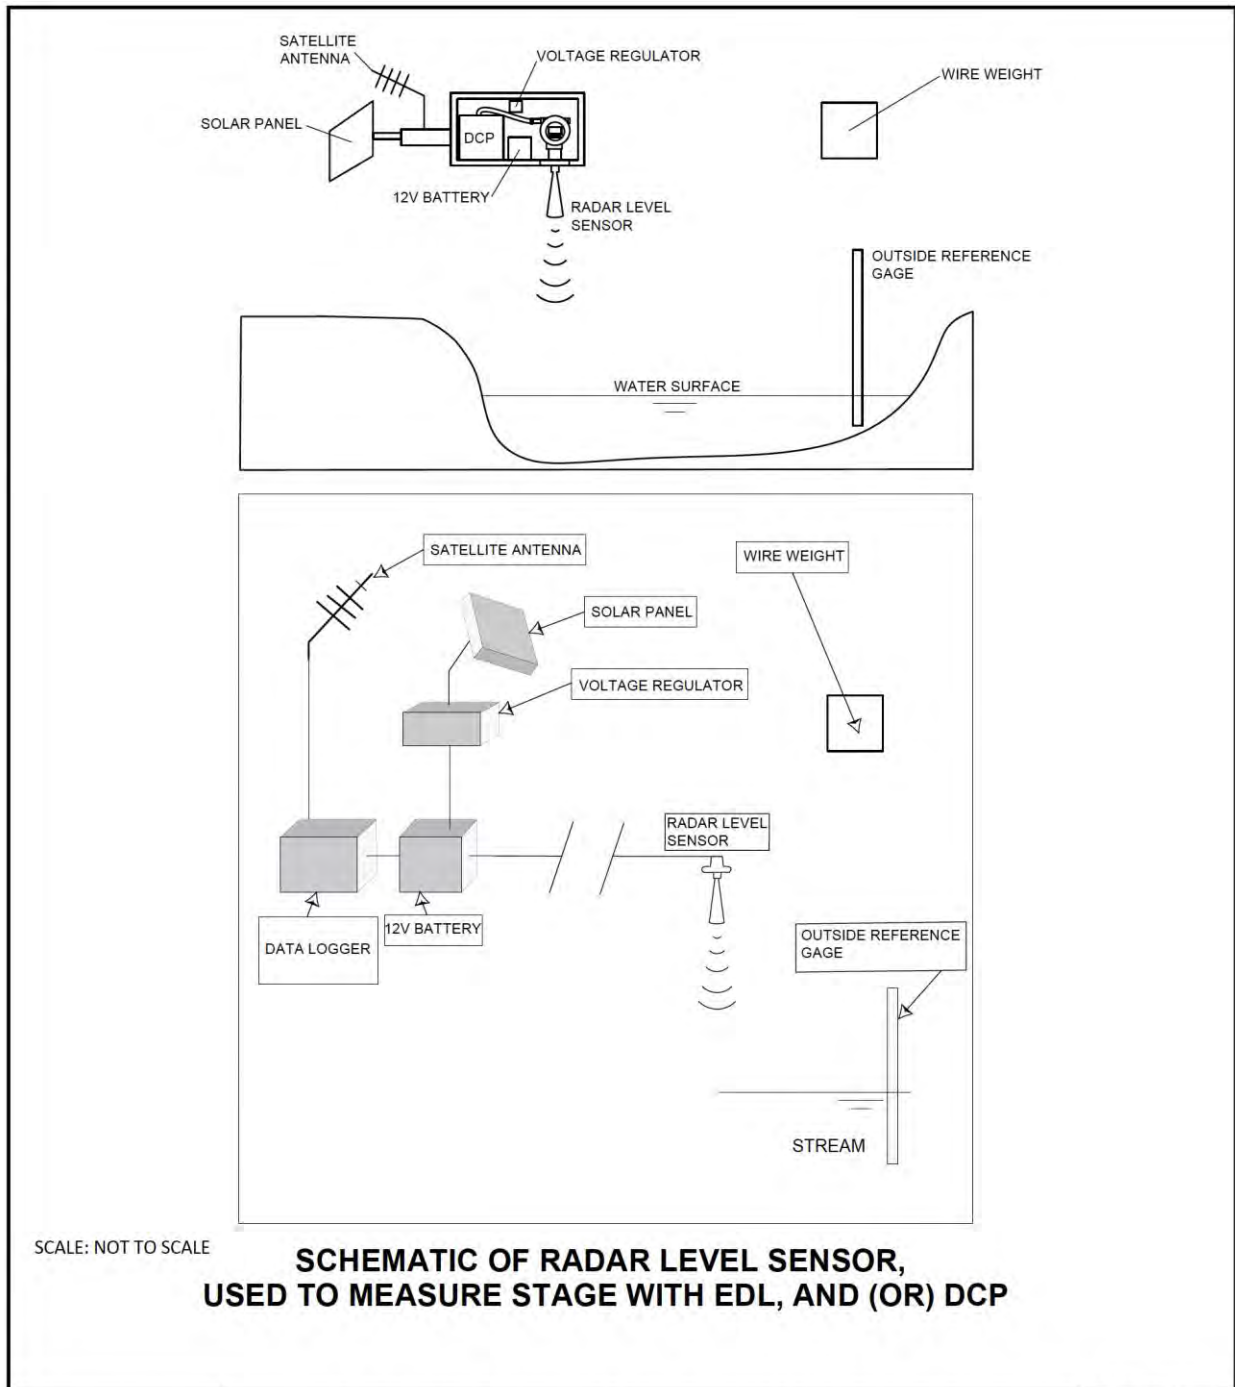 SATELLITE
ANTENNA
VOLTAGE REGULATOR
WIRE WEIGHT
SOLAR PANEL
DCP
12V BATTERY
RADAR LEVEL
SENSOR
OUTSIDE REFERENCE
GAGE
WATER SURFACE
SATELLITE ANTENNA
WIRE WEIGHT
SOLAR PANEL
VOLTAGE REGULATOR
RADAR LEVEL
SENSOR
12V BATTERY
DATA LOGGER
OUTSIDE REFERENCE
GAGE
STREAM
SCALE: NOT TO SCALE
SCHEMATIC OF RADAR LEVEL SENSOR,
USED TO MEASURE STAGE WITH EDL, AND (OR) DCP